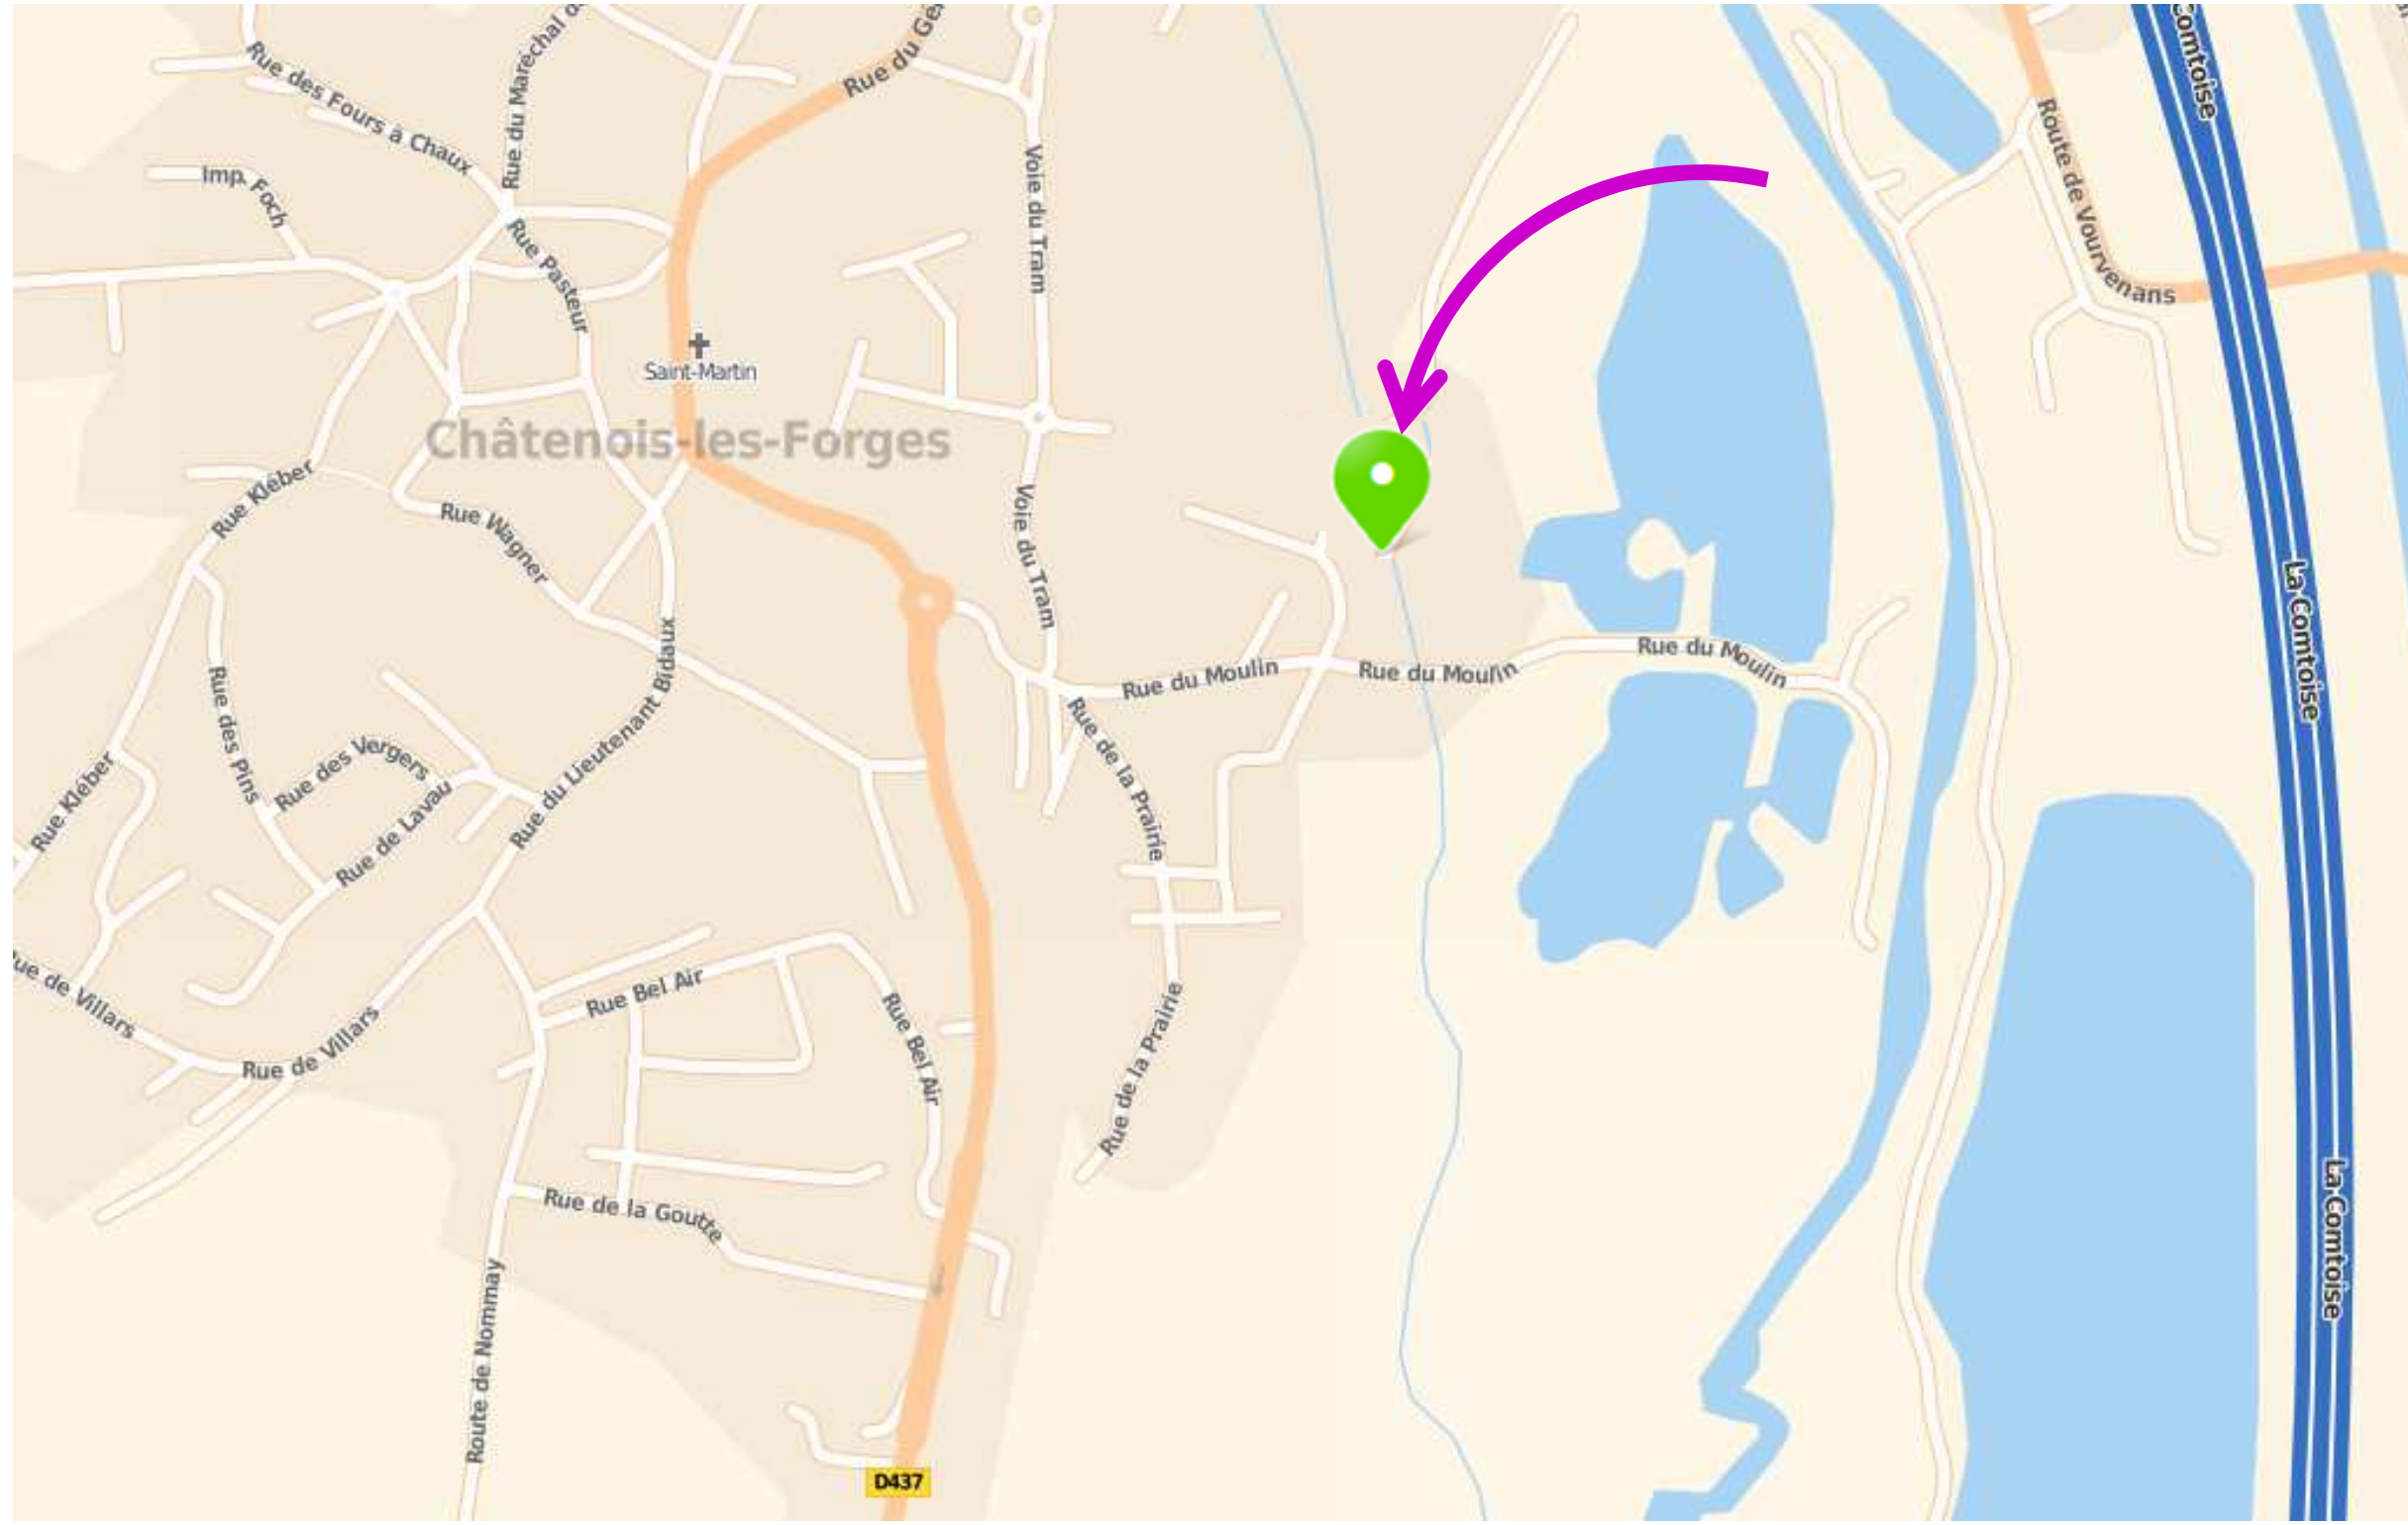 Rue des Fours à Chaux
Rue du Maréchal
Rue du
Comtoise
Imp. Foch
Voie du Tram
Route de Vourvenans
Rue Pasteur
Saint-Martin
Châtenois-les-Forges
Rue Kléber
Rue Wagner
Voie du Tram
La Comtoise
Rue du Moulin
Rue du Moulin
Rue du Moulin
Rue des Pins
Rue des Vergers
Rue du Lieutenant Bidaux
Rue de la Prairie
Rue Kléber
Rue de Lavau
ue de Villars
Rue Bel Air
Rue Bel Air
Rue de Villars
Rue de la Prairie
Rue de la Goutte
La Comtoise
Route de Nommay
D437